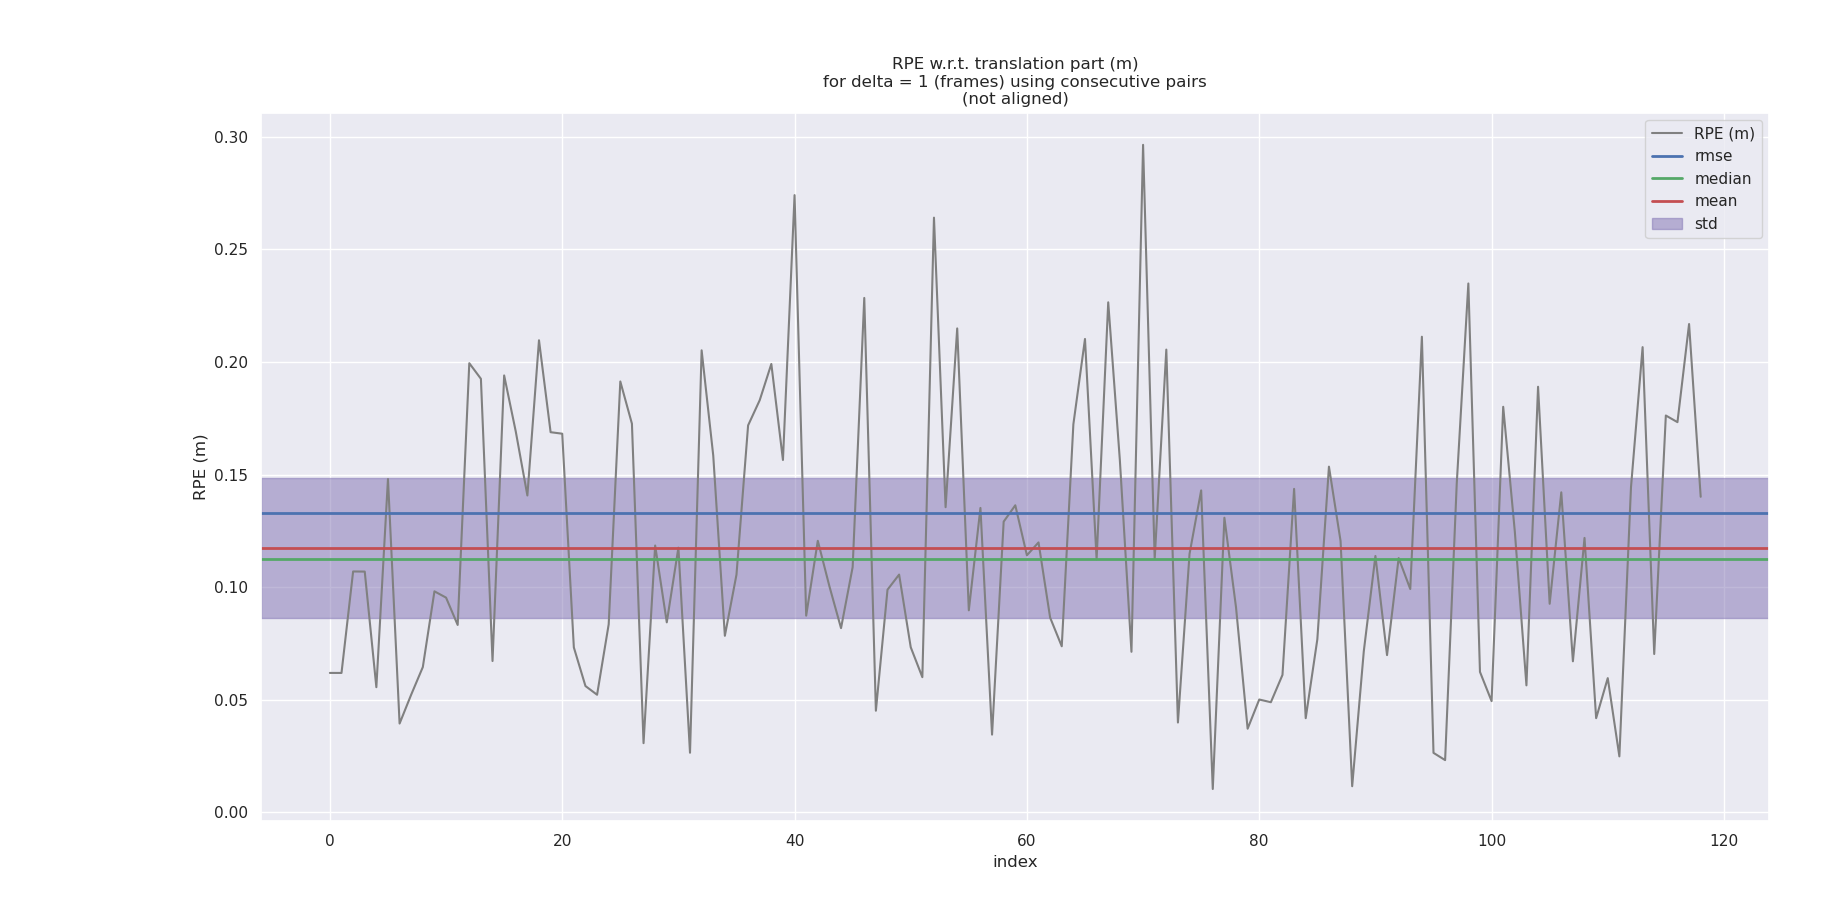 RPE w.r.t. translation part (m)
for delta = 1 (frames) using consecutive pairs
(not aligned)
RPE (m)
rmse
median
mean
std
RPE (m)
0.30
0.25
0.20
0.15
0.10
0.05
0.00
0 20 40 60 80 100 120
index